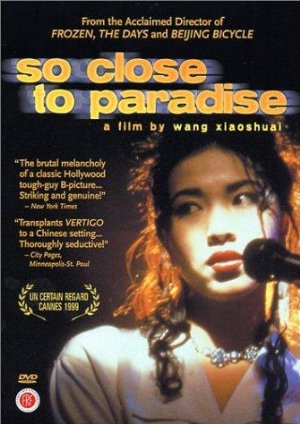 From the Acclaimed Director of
FROZEN, THE DAYS and BEIJING BICYCLE
so close
to paradise
a film by wang xiaoshuai
"The brutal melancholy
of a classic Hollywood
tough-guy B-picture...
Striking and genuine!"
– New York Times
"Transplants VERTIGO
to a Chinese setting...
Thoroughly seductive!"
– City Pages,
Minneapolis-St. Paul
UN CERTAIN REGARD
CANNES 1999
DVD